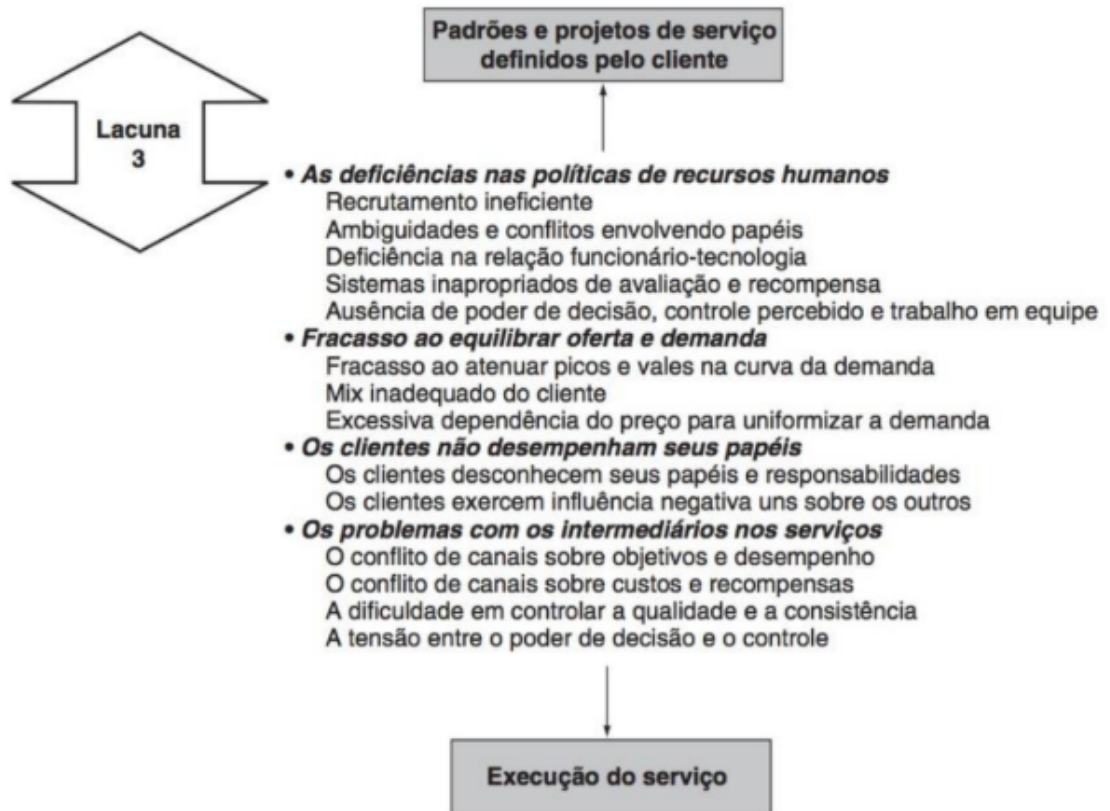 Padrões e projetos de serviço
definidos pelo cliente
Lacuna
3
• As deficiências nas políticas de recursos humanos
Recrutamento ineficiente
Ambiguidades e conflitos envolvendo papéis
Deficiência na relação funcionário-tecnologia
Sistemas inapropriados de avaliação e recompensa
Ausência de poder de decisão, controle percebido e trabalho em equipe
• Fracasso ao equilibrar oferta e demanda
Fracasso ao atenuar picos e vales na curva da demanda
Mix inadequado do cliente
Excessiva dependência do preço para uniformizar a demanda
• Os clientes não desempenham seus papéis
Os clientes desconhecem seus papéis e responsabilidades
Os clientes exercem influência negativa uns sobre os outros
• Os problemas com os intermediários nos serviços
O conflito de canais sobre objetivos e desempenho
O conflito de canais sobre custos e recompensas
A dificuldade em controlar a qualidade e a consistência
A tensão entre o poder de decisão e o controle
Execução do serviço